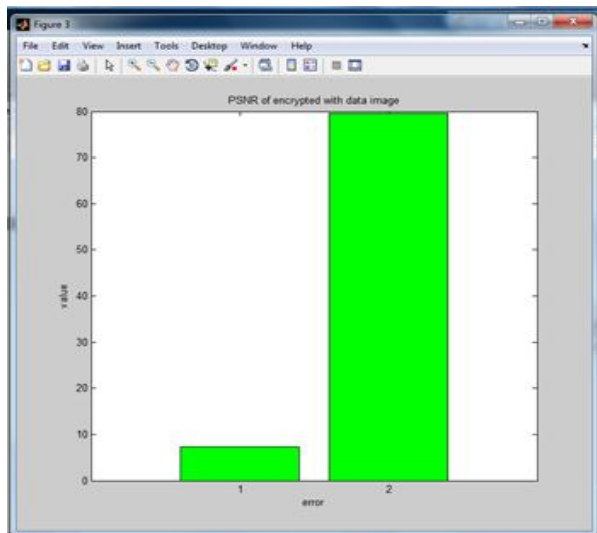 Figure 3
File Edit View Insert Tools Desktop Window Help
PSNR of encrypted with data image
80
70
60
50
40
30
20
10
0
value
1 2
error